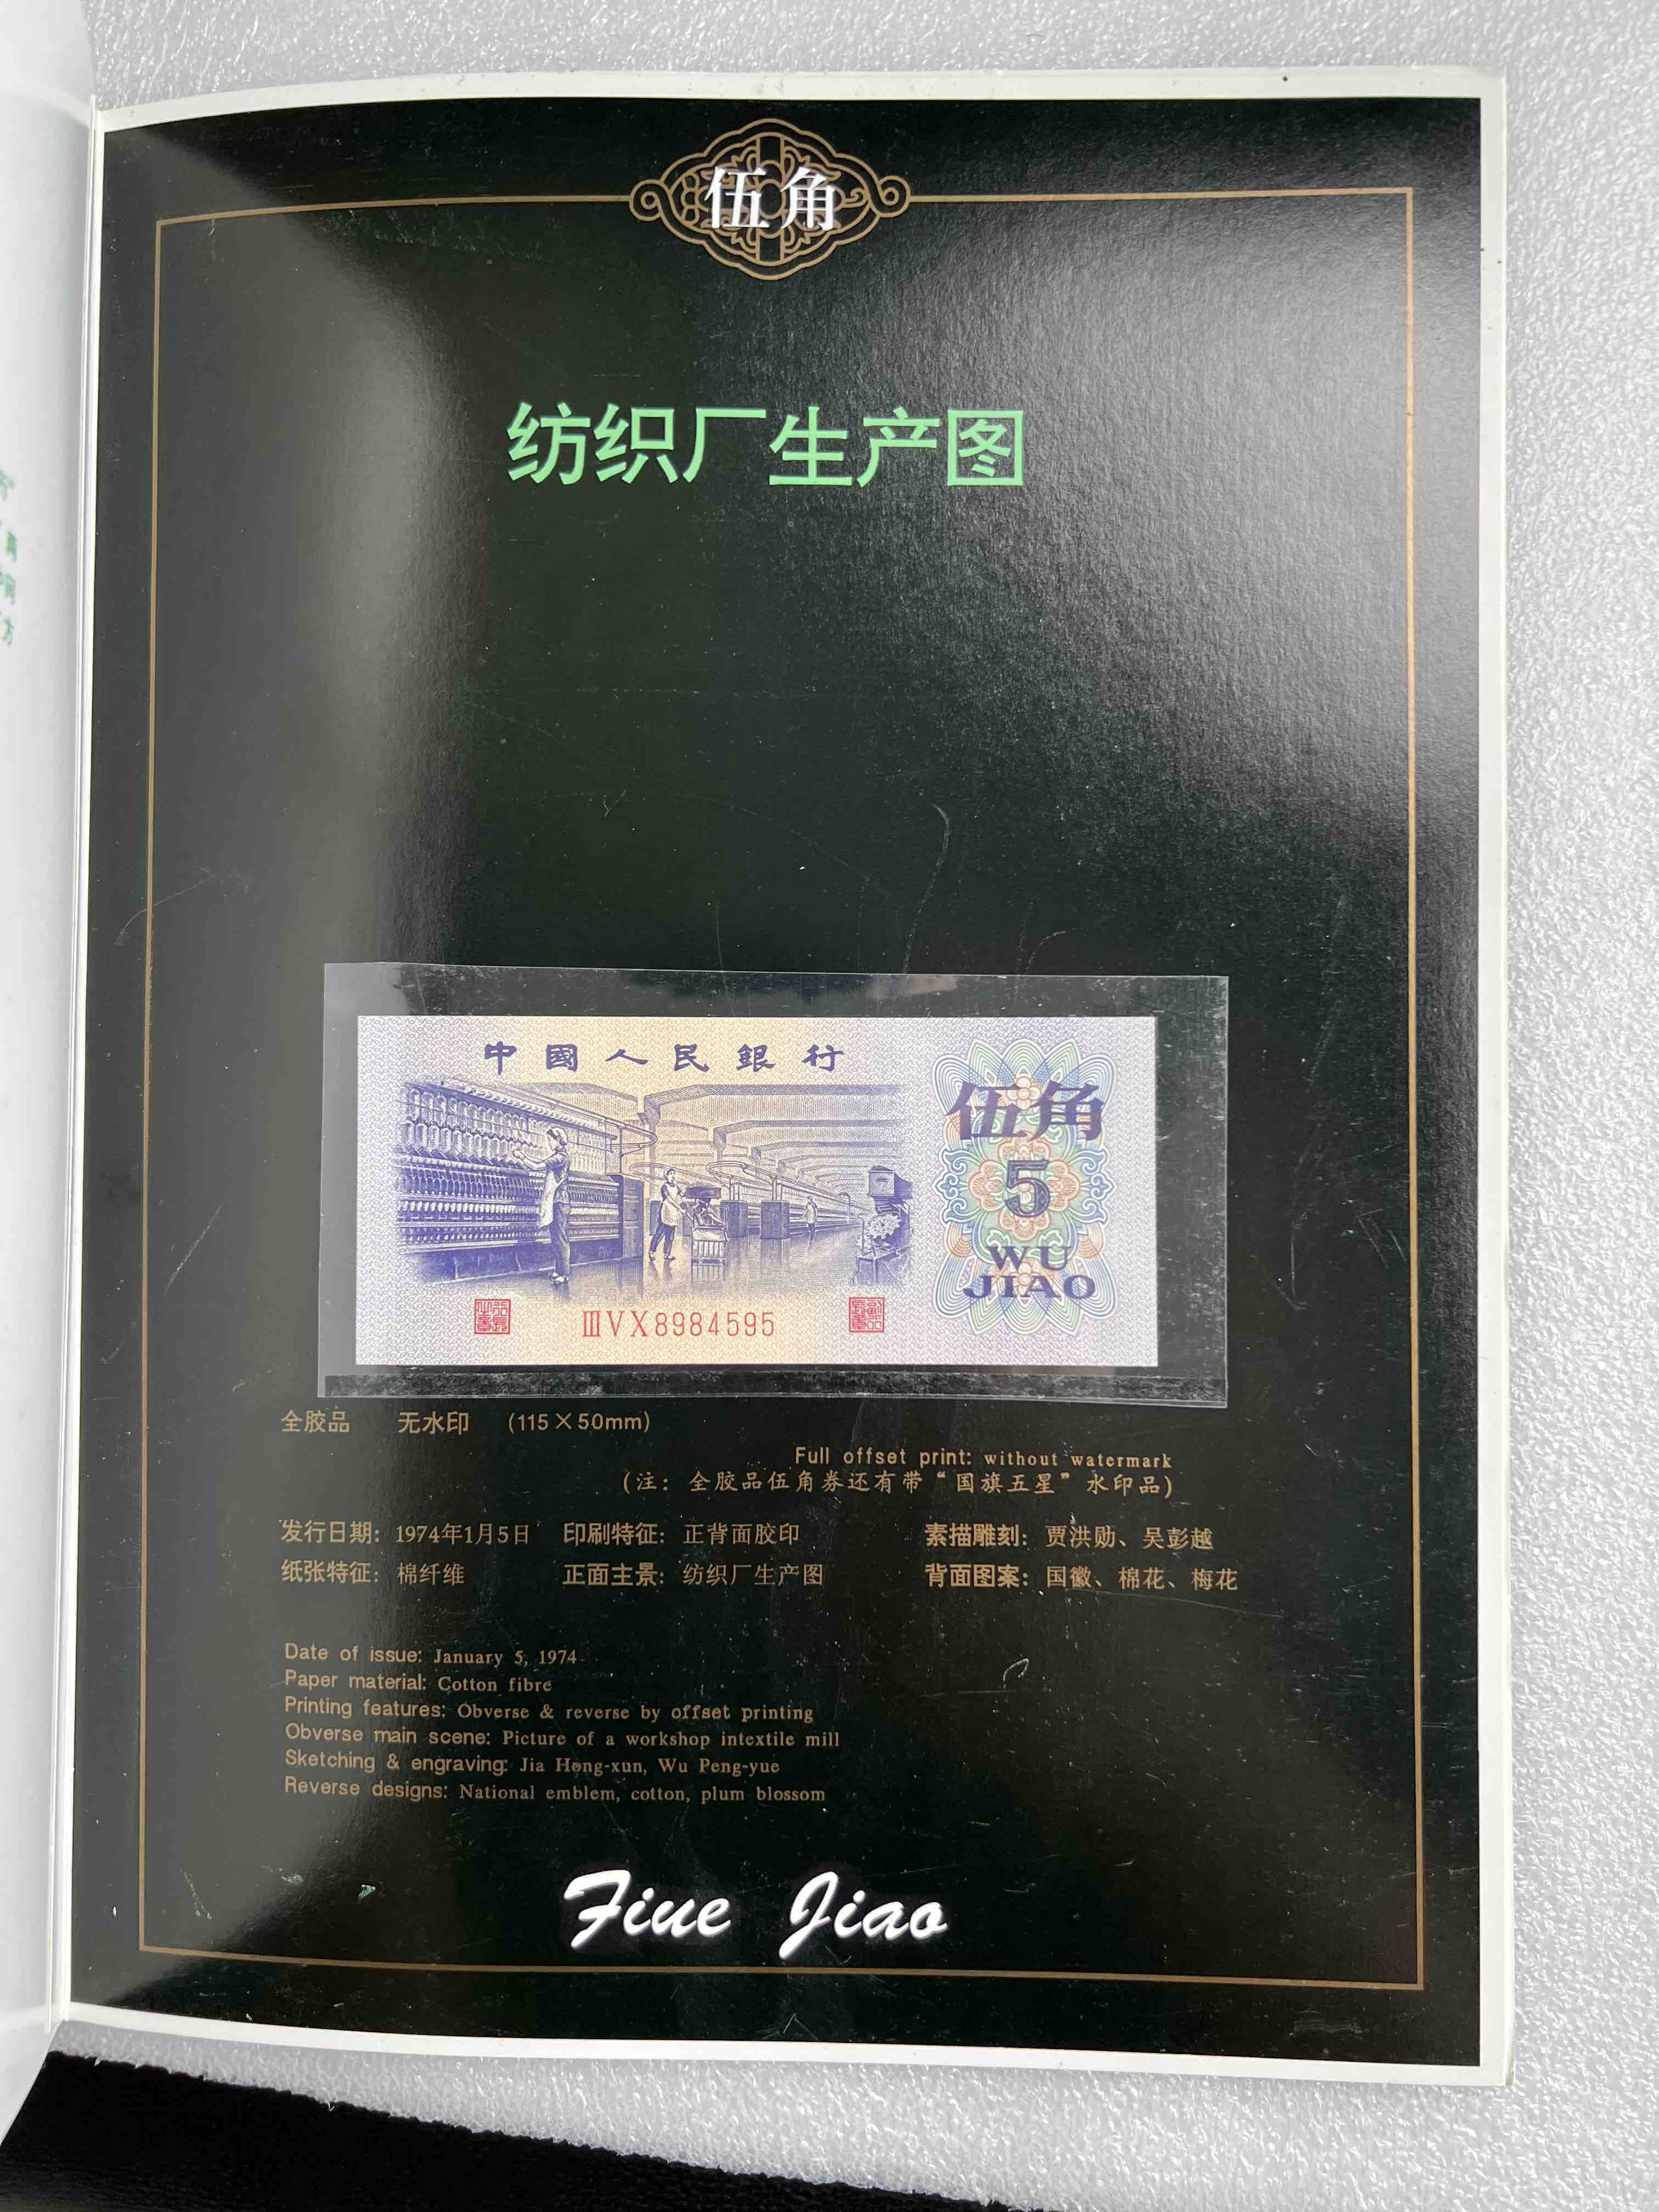 伍角
纺织厂生产图
中國人民銀行
伍角
5
WU
JIAO
ⅢⅤⅩ8984595
全胶品 无水印 (115×50mm)
Full offset print: without watermark
(注：全胶品伍角券还有带“国旗五星”水印品)
发行日期：1974年1月5日 印刷特征：正背面胶印 素描雕刻：贾洪勋、吴彭越
纸张特征：棉纤维 正面主景：纺织厂生产图 背面图案：国徽、棉花、梅花
Date of issue: January 5, 1974
Paper material: Cotton fibre
Printing features: Obverse & reverse by offset printing
Obverse main scene: Picture of a workshop intextile mill
Sketching & engraving: Jia Hong-xun, Wu Peng-yue
Reverse designs: National emblem, cotton, plum blossom
Fiue Jiao